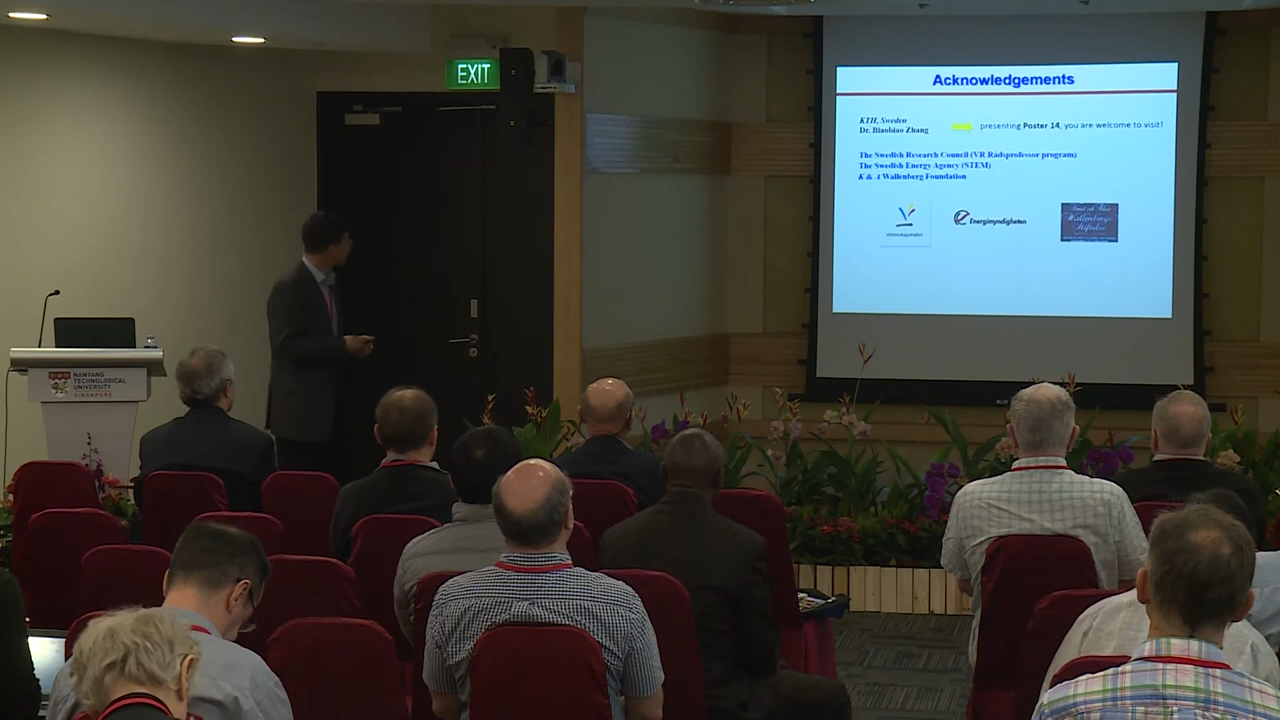 EXIT
Acknowledgements
KTH, Sweden
Dr. Biaobiao Zhang
presenting Poster 14, you are welcome to visit!
The Swedish Research Council (VR Rådsprofessor program)
The Swedish Energy Agency (STEM)
K & A Wallenberg Foundation
Energimyndigheten
NANYANG
TECHNOLOGICAL
UNIVERSITY
SINGAPORE